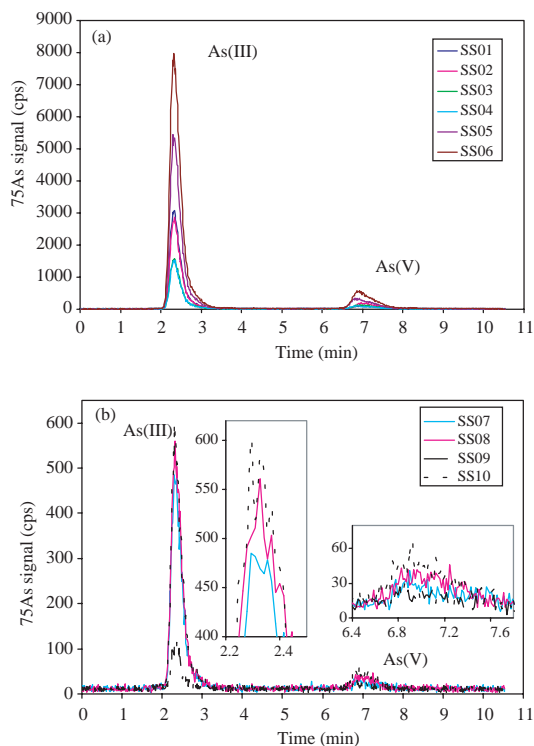 (a)
As(III)
As(V)
SS01
SS02
SS03
SS04
SS05
SS06
75As signal (cps)
9000
8000
7000
6000
5000
4000
3000
2000
1000
0
0 1 2 3 4 5 6 7 8 9 10 11
Time (min)
(b)
As(III)
As(V)
SS07
SS08
SS09
SS10
75As signal (cps)
600
500
400
300
200
100
0
0 1 2 3 4 5 6 7 8 9 10 11
Time (min)
600
550
500
450
400
2.2 2.4
60
30
0
6.4 6.8 7.2 7.6